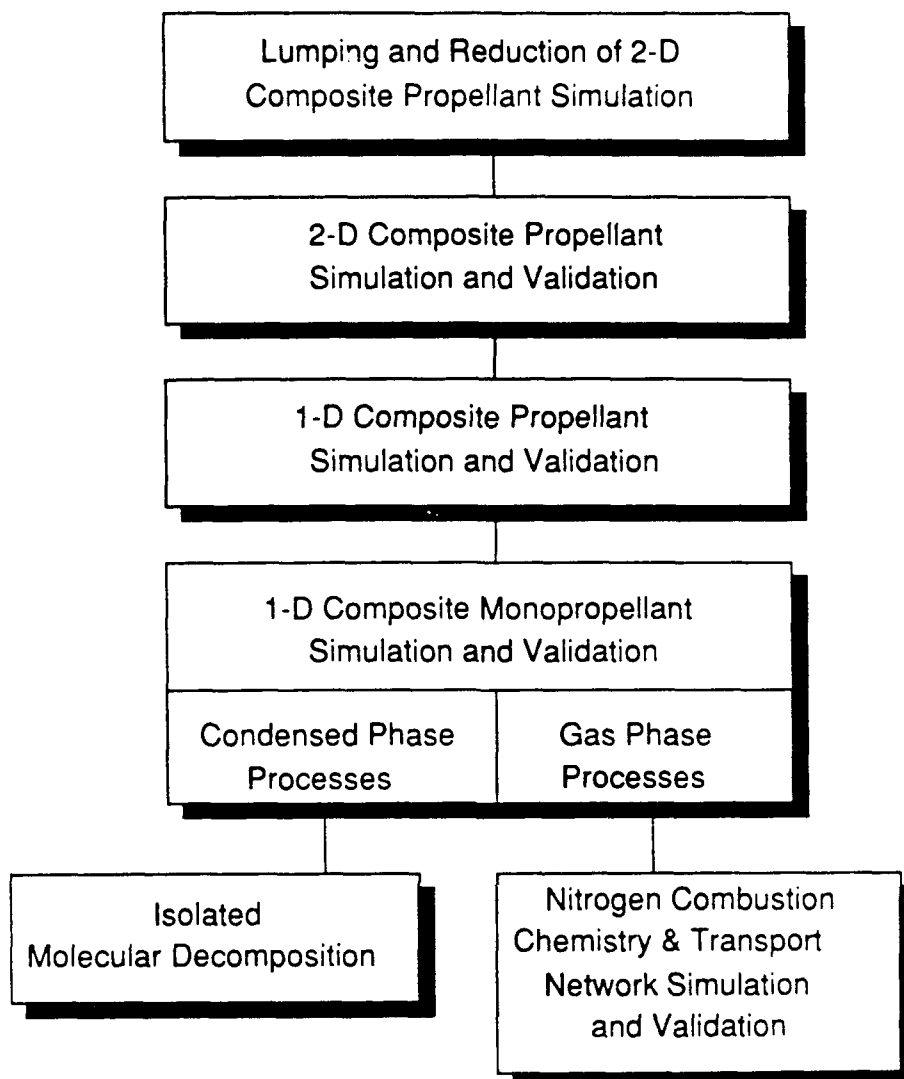 Lumping and Reduction of 2-D
Composite Propellant Simulation
2-D Composite Propellant
Simulation and Validation
1-D Composite Propellant
Simulation and Validation
1-D Composite Monopropellant
Simulation and Validation
Condensed Phase
Processes
Gas Phase
Processes
Isolated
Molecular Decomposition
Nitrogen Combustion
Chemistry & Transport
Network Simulation
and Validation